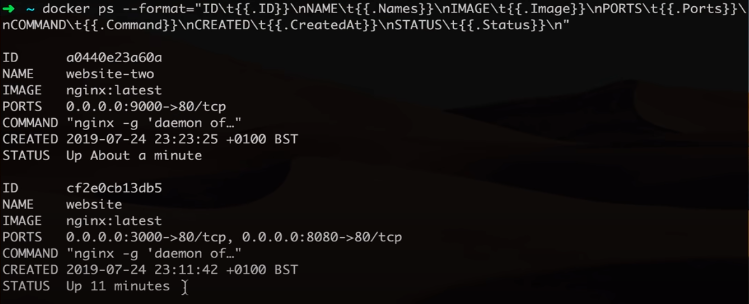 ➜ ~ docker ps --format="ID\t{{.ID}}\nNAME\t{{.Names}}\nIMAGE\t{{.Image}}\nPORTS\t{{.Ports}}\
nCOMMAND\t{{.Command}}\nCREATED\t{{.CreatedAt}}\nSTATUS\t{{.Status}}\n"
ID a0440e23a60a
NAME website-two
IMAGE nginx:latest
PORTS 0.0.0.0:9000->80/tcp
COMMAND "nginx -g 'daemon of…"
CREATED 2019-07-24 23:23:25 +0100 BST
STATUS Up About a minute
ID cf2e0cb13db5
NAME website
IMAGE nginx:latest
PORTS 0.0.0.0:3000->80/tcp, 0.0.0.0:8080->80/tcp
COMMAND "nginx -g 'daemon of…"
CREATED 2019-07-24 23:11:42 +0100 BST
STATUS Up 11 minutes